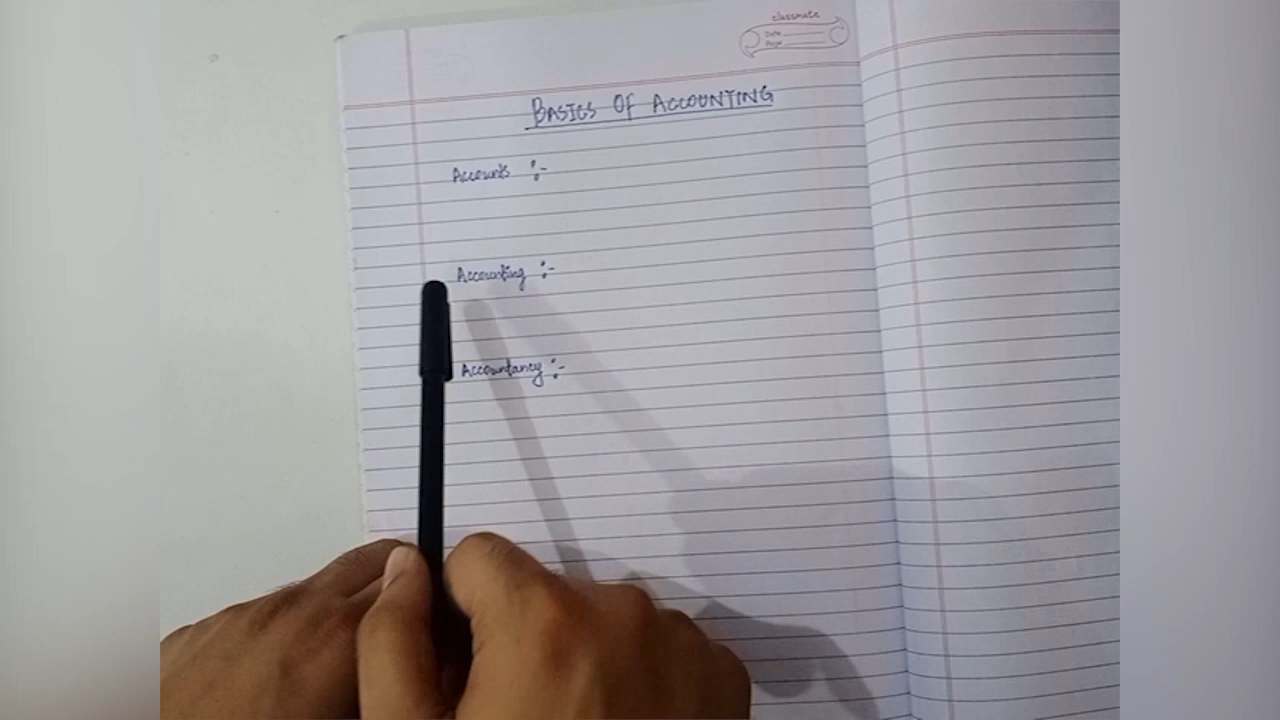 classmate
Date
Page
BASICS OF ACCOUNTING
Accounts :-
Accounting :-
Accountancy :-